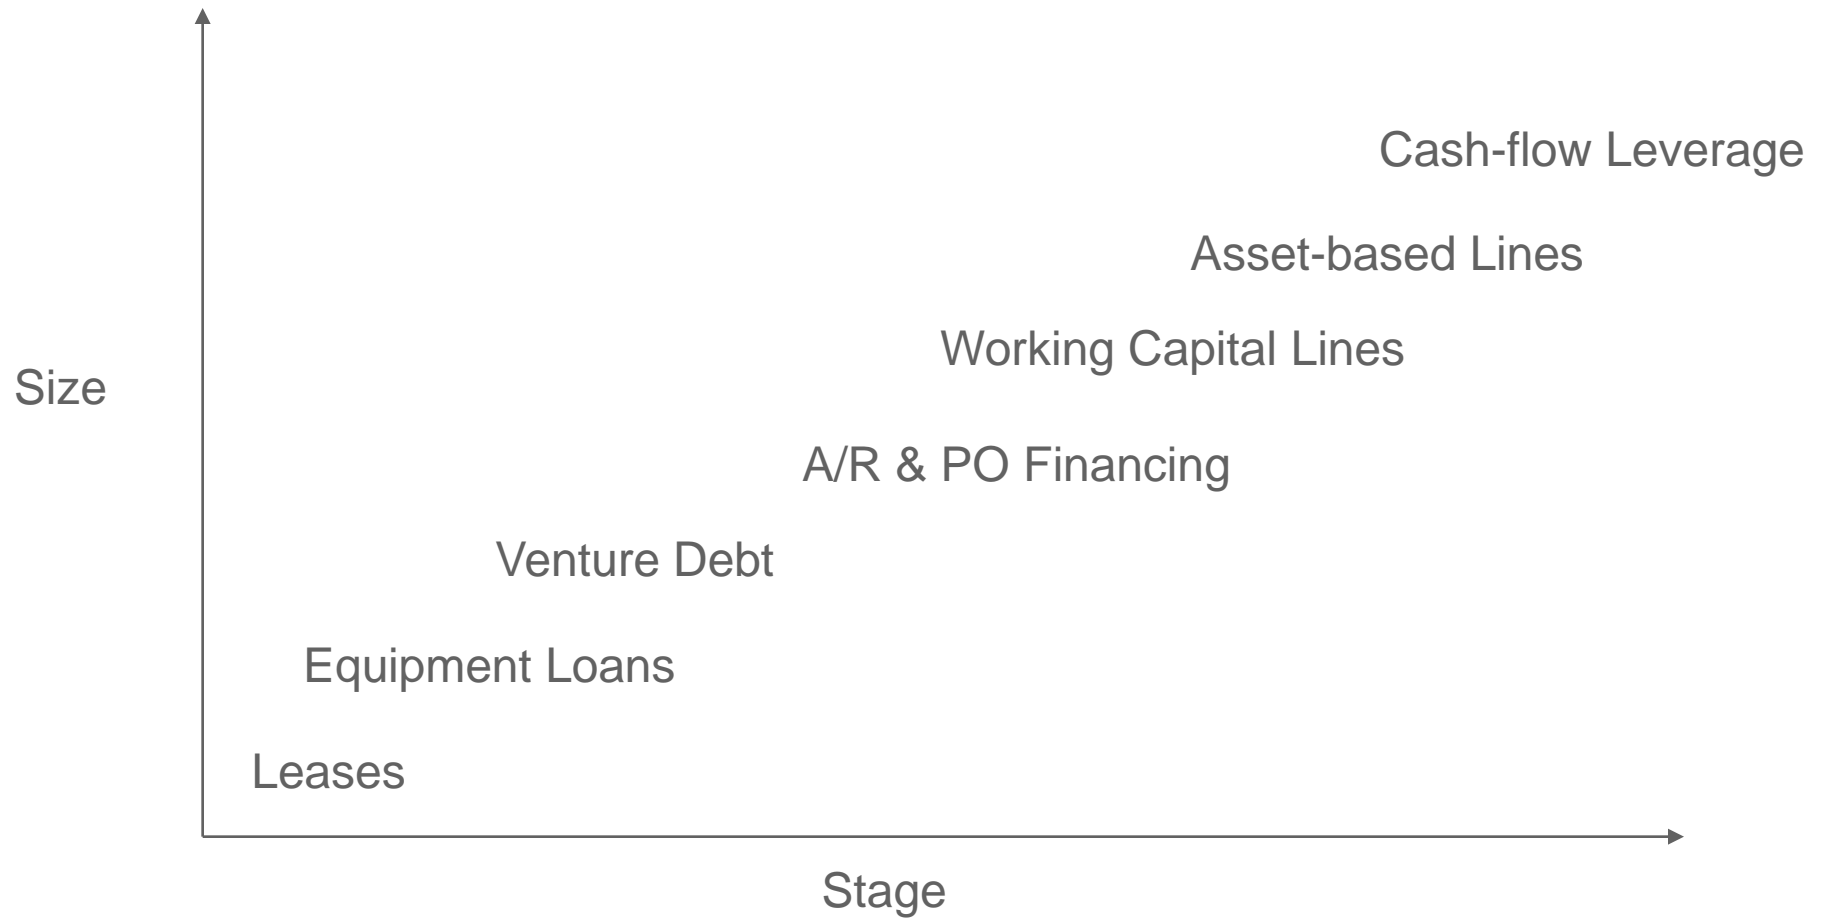 Cash-flow Leverage
Asset-based Lines
Working Capital Lines
Size
A/R & PO Financing
Venture Debt
Equipment Loans
Leases
Stage